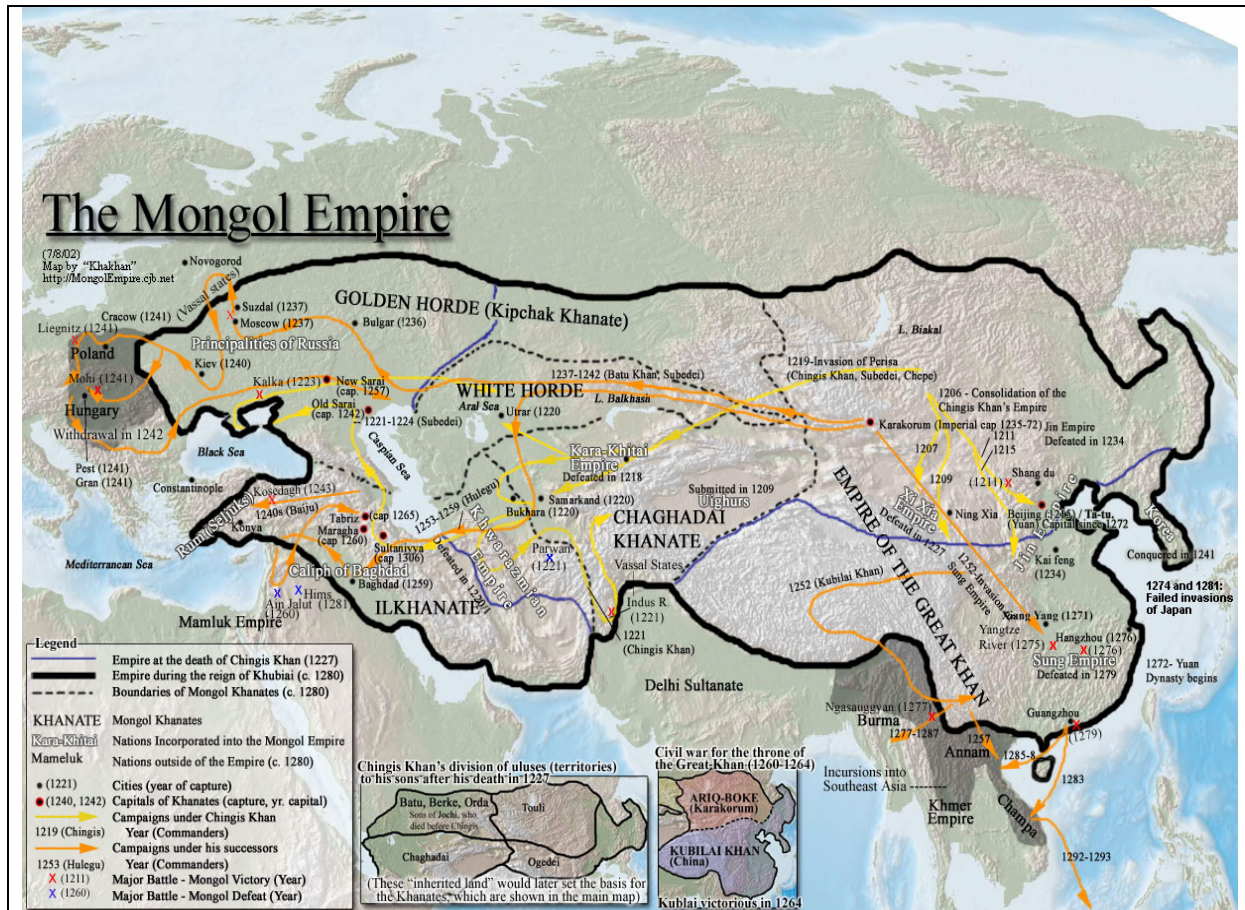 The Mongol Empire
(7/8/02)
Map by "Khakhan"
http://MongolEmpire.cjb.net
Novogorod
(Vassal states)
Cracow (1241)
Liegnitz (1241)
Poland
Suzdal (1237)
Moscow (1237)
Principalities of Russia
Bulgar (!236)
GOLDEN HORDE (Kipchak Khanate)
Kiev (1240)
Mohi (1241)
Hungary
Withdrawal in 1242
Pest (1241)
Gran (1241)
Kalka (1223)
New Sarai
(cap. 1257)
Old Sarai
(cap. 1242)
1221-1224 (Subedei)
WHITE HORDE
Aral Sea
Utrar (1220
L. Balkhash
1237-1242 (Batu Khan, Subedei)
1219-Invasion of Perisa
(Chingis Khan, Subedei, Chepe)
L. Biakal
1206 - Consolidation of the
Chingis Khan's Empire
Karakorum (Imperial cap 1235-72)
Jin Empire
Defeated in 1234
1207
1209
1211
1215
Shang du
(1211)
Beijing (1215) / Ta-tu.
(Yuan) Capital since 1272
Xi Xia
Empire
Defeatd in 1227
Ning Xia
Jin Empire
Kai feng
(1234)
Korea
Conquered in 1241
1274 and 1281:
Failed invasions
of Japan
Black Sea
Caspian Sea
Constantinople
Kosedagh (1243)
1240s (Baiju)
Rum(Seljuks)
Konya
Mediterranean Sea
Tabriz
(cap 1265)
Maragha
(cap 1260)
Sultaniyya
(cap 1306)
Caliph of Baghdad
Baghdad (1259)
Hims
(1281)
Ain Jalut
(1260)
Mamluk Empire
ILKHANATE
1253-1259 (Hulegu)
Khwarazmion
Empire
Defeated in 1220/1
Kara-Khitai
Empire
Defeated in 1218
Samarkand (1220)
Bukhara (1220)
Parwan
(1221)
CHAGHADAI
KHANATE
Vassal States
Submitted in 1209
Uighurs
Indus R.
(1221)
1221
(Chingis Khan)
Delhi Sultanate
EMPIRE OF THE GREAT KHAN
1252 (Kubilai Khan)
1252-Invasion
Sung Empire
Xiang Yang (1271)
Yangtze
River (1275)
Hangzhou (1276)
(1276)
Sung Empire
Defeated in 1279
1272- Yuan
Dynasty begins
Guangzhou
(1279)
Ngasauggyan (1277)
Burma
1277-1287
1257
Annam
1285-8
1283
Incursions into
Southeast Asia
Khmer
Empire
Champa
1292-1293
Legend
Empire at the death of Chingis Khan (1227)
Empire during the reign of Khubiai (c. 1280)
Boundaries of Mongol Khanates (c. 1280)
KHANATE Mongol Khanates
Kara-Khitai Nations Incorporated into the Mongol Empire
Mameluk Nations outside of the Empire (c. 1280)
(1221) Cities (year of capture)
(1240, 1242) Capitals of Khanates (capture, yr. capital)
Campaigns under Chingis Khan
1219 (Chingis) Year (Commanders)
Campaigns under his successors
1253 (Hulegu) Year (Commanders)
X (1211) Major Battle - Mongol Victory (Year)
X (1260) Major Battle - Mongol Defeat (Year)
Chingis Khan's division of uluses (territories)
to his sons after his death in 1227
Batu, Berke, Orda
Sons of Jochi, who
died before Chingis
Touli
Chaghadai
Ogedei
(These "inherited land" would later set the basis for
the Khanates, which are shown in the main map)
Civil war for the throne of
the Great-Khan (1260-1264)
ARIQ-BOKE
(Karakorum)
KUBILAI KHAN
(China)
Kublai victorious in 1264